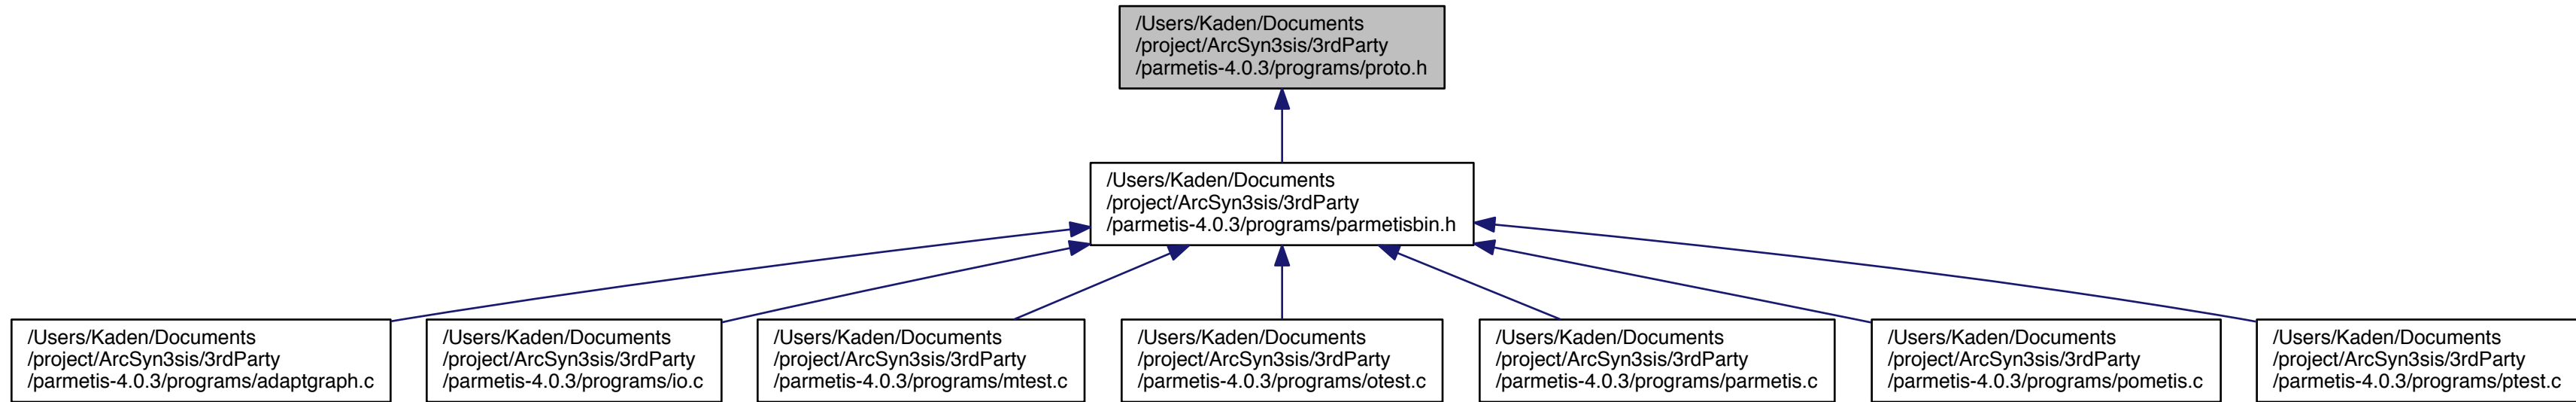 /Users/Kaden/Documents
/project/ArcSyn3sis/3rdParty
/parmetis-4.0.3/programs/proto.h
/Users/Kaden/Documents
/project/ArcSyn3sis/3rdParty
/parmetis-4.0.3/programs/parmetisbin.h
/Users/Kaden/Documents
/project/ArcSyn3sis/3rdParty
/parmetis-4.0.3/programs/adaptgraph.c
/Users/Kaden/Documents
/project/ArcSyn3sis/3rdParty
/parmetis-4.0.3/programs/io.c
/Users/Kaden/Documents
/project/ArcSyn3sis/3rdParty
/parmetis-4.0.3/programs/mtest.c
/Users/Kaden/Documents
/project/ArcSyn3sis/3rdParty
/parmetis-4.0.3/programs/otest.c
/Users/Kaden/Documents
/project/ArcSyn3sis/3rdParty
/parmetis-4.0.3/programs/parmetis.c
/Users/Kaden/Documents
/project/ArcSyn3sis/3rdParty
/parmetis-4.0.3/programs/pometis.c
/Users/Kaden/Documents
/project/ArcSyn3sis/3rdParty
/parmetis-4.0.3/programs/ptest.c